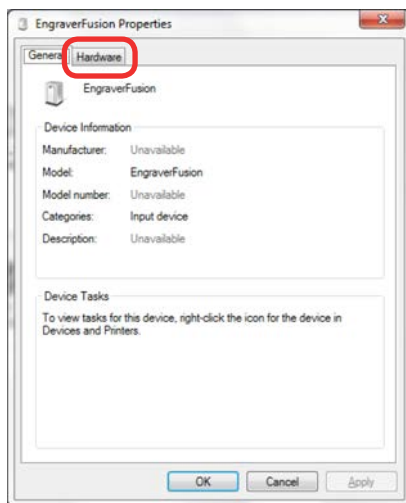 EngraverFusion Properties
General Hardware
EngraverFusion
Device Information
Manufacturer: Unavailable
Model: EngraverFusion
Model number: Unavailable
Categories: Input device
Description: Unavailable
Device Tasks
To view tasks for this device, right-click the icon for the device in
Devices and Printers.
OK Cancel Apply